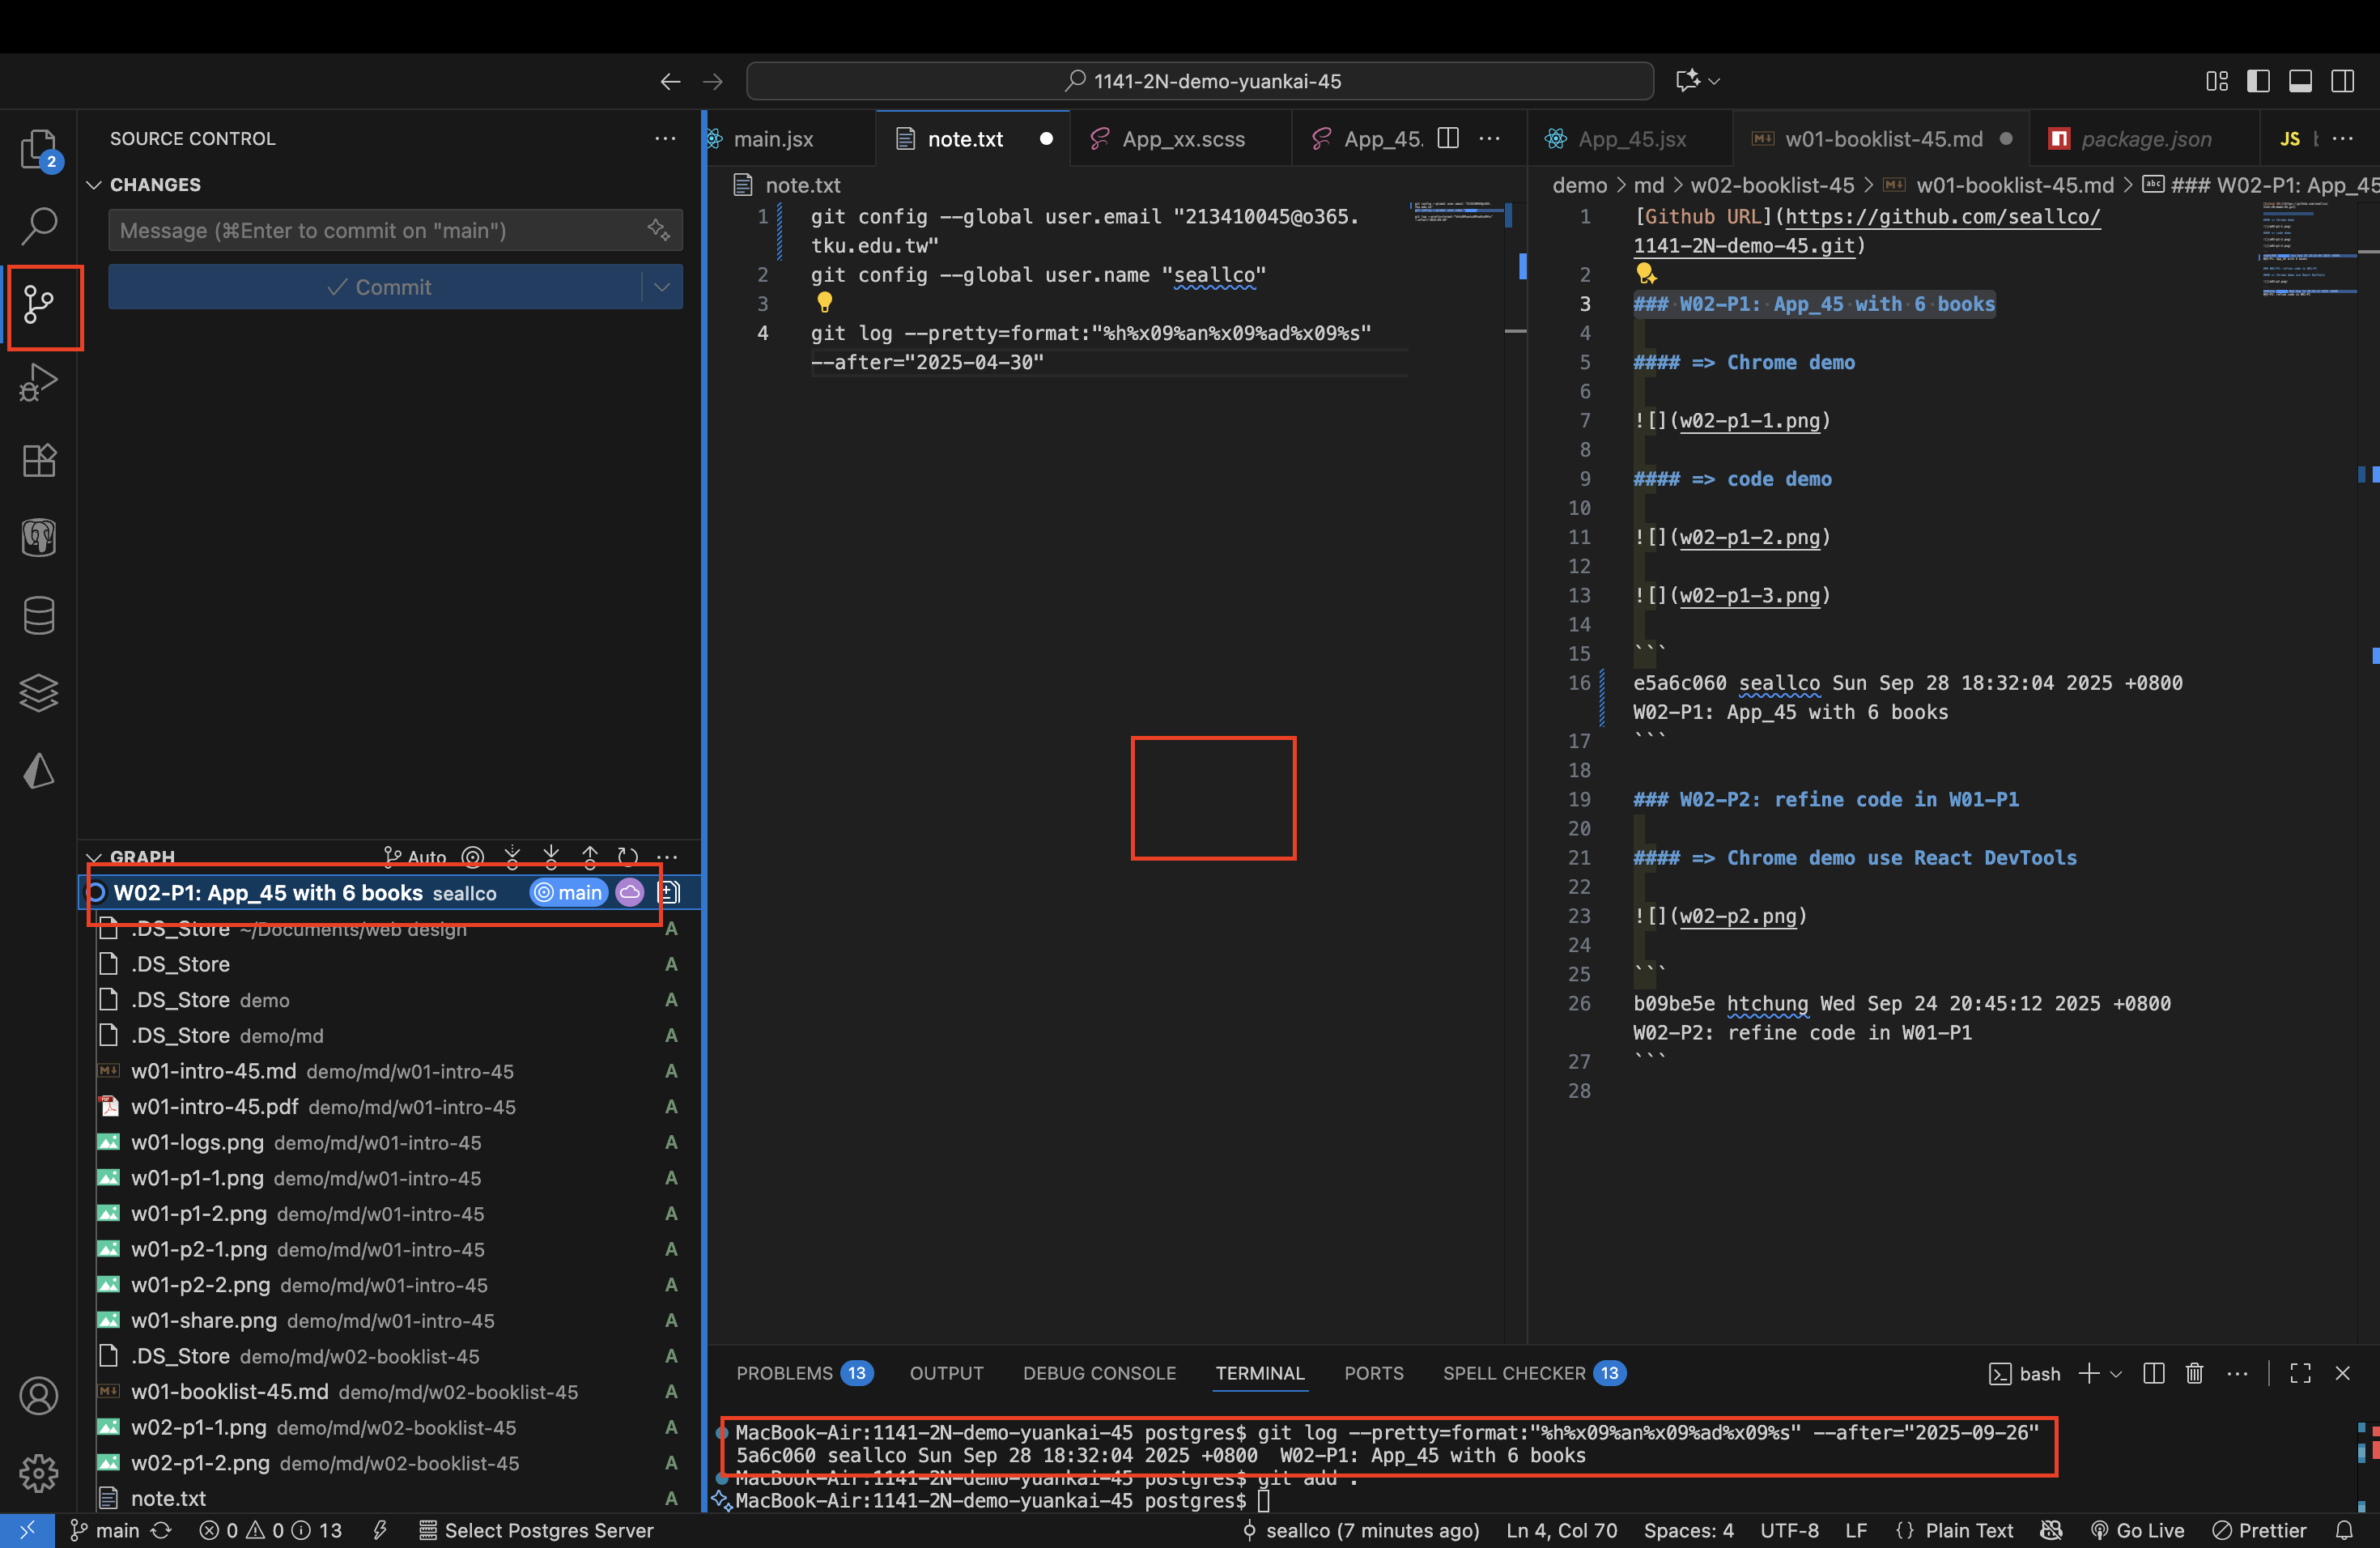 1141-2N-demo-yuankai-45
SOURCE CONTROL
2
CHANGES
Message (⌘Enter to commit on "main")
Commit
GRAPH
Auto
W02-P1: App_45 with 6 books seallco main
.DS_Store ~/Documents/web design A
.DS_Store A
.DS_Store demo A
.DS_Store demo/md A
w01-intro-45.md demo/md/w01-intro-45 A
w01-intro-45.pdf demo/md/w01-intro-45 A
w01-logs.png demo/md/w01-intro-45 A
w01-p1-1.png demo/md/w01-intro-45 A
w01-p1-2.png demo/md/w01-intro-45 A
w01-p2-1.png demo/md/w01-intro-45 A
w01-p2-2.png demo/md/w01-intro-45 A
w01-share.png demo/md/w01-intro-45 A
.DS_Store demo/md/w02-booklist-45 A
w01-booklist-45.md demo/md/w02-booklist-45 A
w02-p1-1.png demo/md/w02-booklist-45 A
w02-p1-2.png demo/md/w02-booklist-45 A
note.txt A
main.jsx note.txt App_xx.scss App_45.
note.txt
1 git config --global user.email "213410045@o365.
tku.edu.tw"
2 git config --global user.name "seallco"
3
4 git log --pretty=format:"%h%x09%an%x09%ad%x09%s"
--after="2025-04-30"
App_45.jsx w01-booklist-45.md package.json JS
demo > md > w02-booklist-45 > w01-booklist-45.md > ### W02-P1: App_45
1 [Github URL](https://github.com/seallco/
1141-2N-demo-45.git)
2
3 ### W02-P1: App_45 with 6 books
4
5 #### => Chrome demo
6
7 ![](w02-p1-1.png)
8
9 #### => code demo
10
11 ![](w02-p1-2.png)
12
13 ![](w02-p1-3.png)
14
15 ```
16 e5a6c060 seallco Sun Sep 28 18:32:04 2025 +0800
W02-P1: App_45 with 6 books
17 ```
18
19 ### W02-P2: refine code in W01-P1
20
21 #### => Chrome demo use React DevTools
22
23 ![](w02-p2.png)
24
25 ```
26 b09be5e htchung Wed Sep 24 20:45:12 2025 +0800
W02-P2: refine code in W01-P1
27 ```
28
PROBLEMS 13 OUTPUT DEBUG CONSOLE TERMINAL PORTS SPELL CHECKER 13 bash
MacBook-Air:1141-2N-demo-yuankai-45 postgres$ git log --pretty=format:"%h%x09%an%x09%ad%x09%s" --after="2025-09-26"
5a6c060 seallco Sun Sep 28 18:32:04 2025 +0800 W02-P1: App_45 with 6 books
MacBook-Air:1141-2N-demo-yuankai-45 postgres$ git add .
MacBook-Air:1141-2N-demo-yuankai-45 postgres$
main 0 0 13 Select Postgres Server seallco (7 minutes ago) Ln 4, Col 70 Spaces: 4 UTF-8 LF {} Plain Text Go Live Prettier